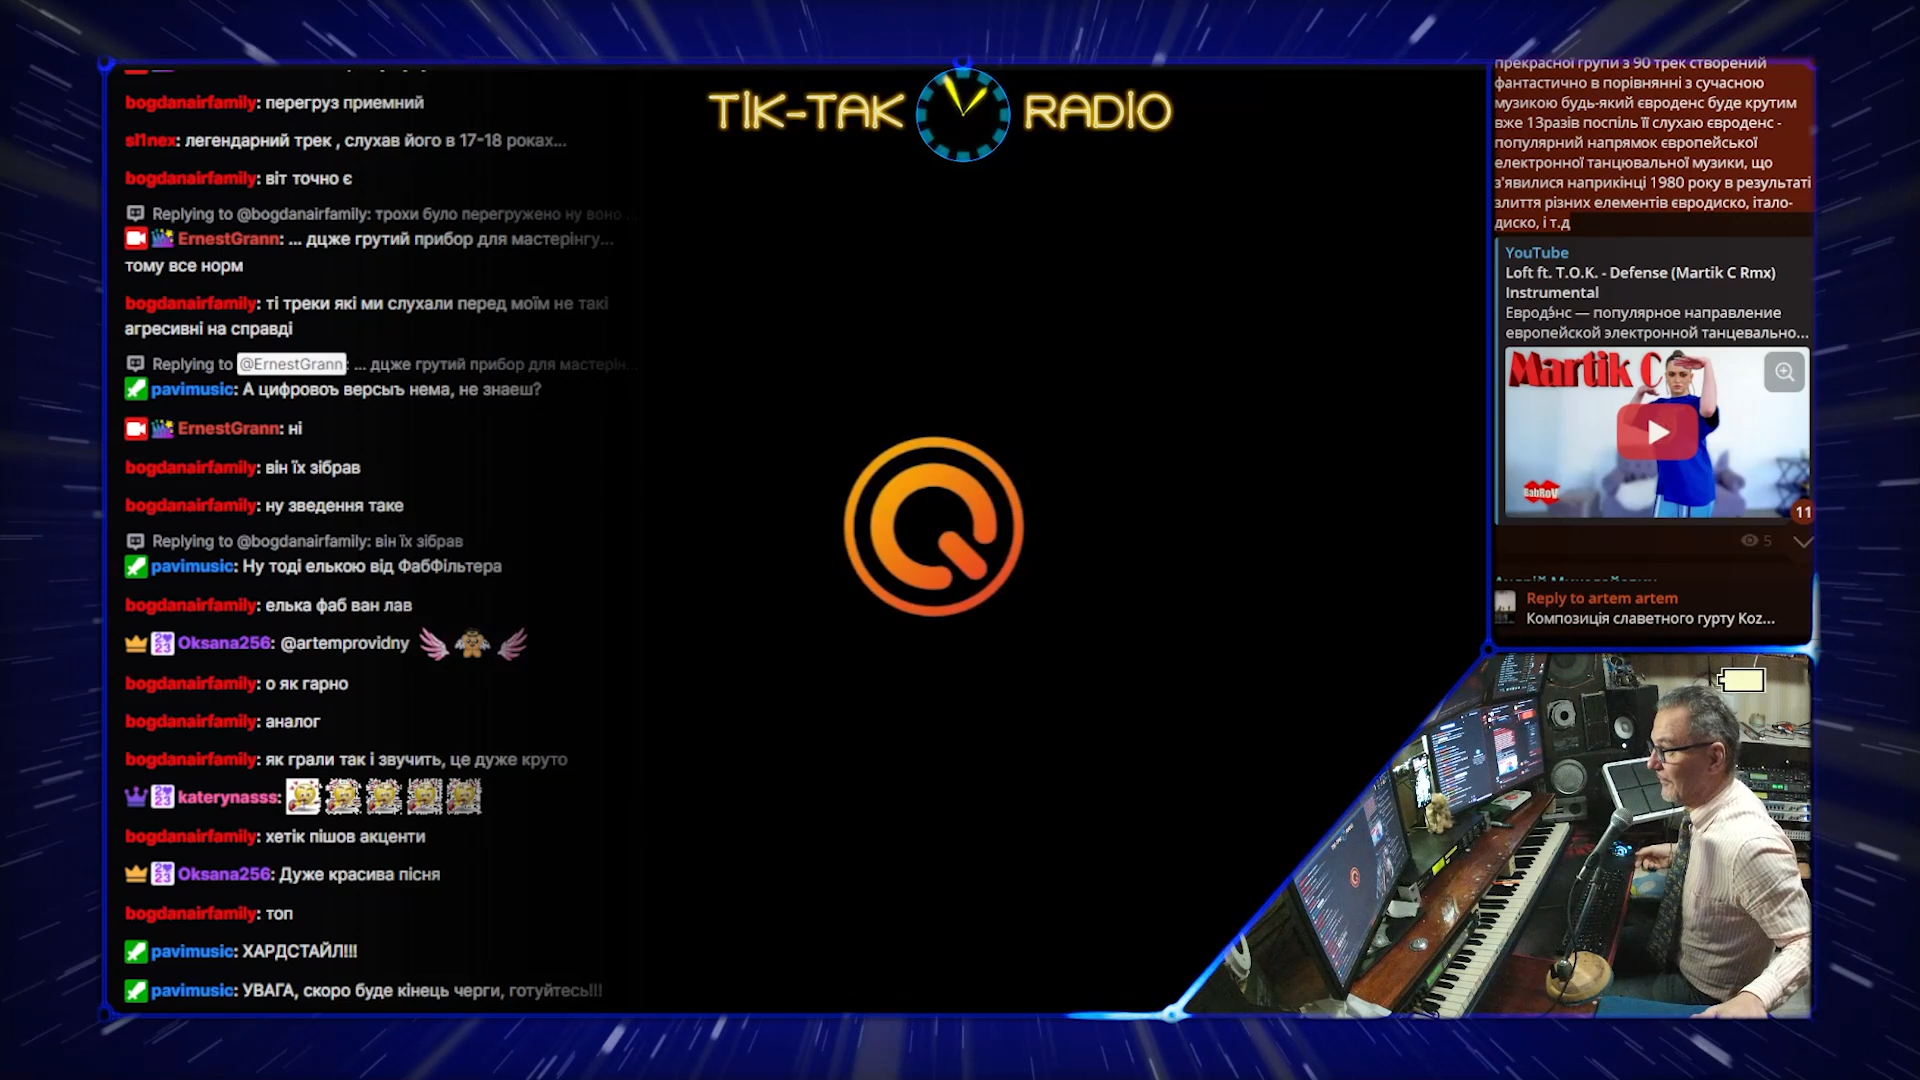 bogdanairfamily: перегруз приемний
sl1nex: легендарний трек , слухав його в 17-18 роках...
bogdanairfamily: віт точно є
Replying to @bogdanairfamily: трохи було перегружено ну воно ...
ErnestGrann: ... дцже грутий прибор для мастерінгу...
тому все норм
bogdanairfamily: ті треки які ми слухали перед моїм не такі
агресивні на справді
Replying to @ErnestGrann: ... дцже грутий прибор для мастерін...
pavimusic: А цифровоъ версыъ нема, не знаеш?
ErnestGrann: ні
bogdanairfamily: він їх зібрав
bogdanairfamily: ну зведення таке
Replying to @bogdanairfamily: він їх зібрав
pavimusic: Ну тоді елькою від ФабФільтера
bogdanairfamily: елька фаб ван лав
Oksana256: @artemprovidny
bogdanairfamily: о як гарно
bogdanairfamily: аналог
bogdanairfamily: як грали так і звучить, це дуже круто
katerynasss:
bogdanairfamily: хетік пішов акценти
Oksana256: Дуже красива пісня
bogdanairfamily: топ
pavimusic: ХАРДСТАЙЛ!!!
pavimusic: УВАГА, скоро буде кінець черги, готуйтесь!!!
TIK-TAK RADIO
прекрасної групи з 90 трек створений
фантастично в порівнянні з сучасною
музикою будь-який євроденс буде крутим
вже 13разів поспіль її слухаю євроденс -
популярний напрямок європейської
електронної танцювальної музики, що
з'явилися наприкінці 1980 року в результаті
злиття різних елементів євродиско, італо-
диско, і т.д
YouTube
Loft ft. T.O.K. - Defense (Martik C Rmx)
Instrumental
Евродэ́нс — популярное направление
европейской электронной танцевально...
Martik C
BabRoV
11
5
Reply to artem artem
Композиція славетного гурту Koz...